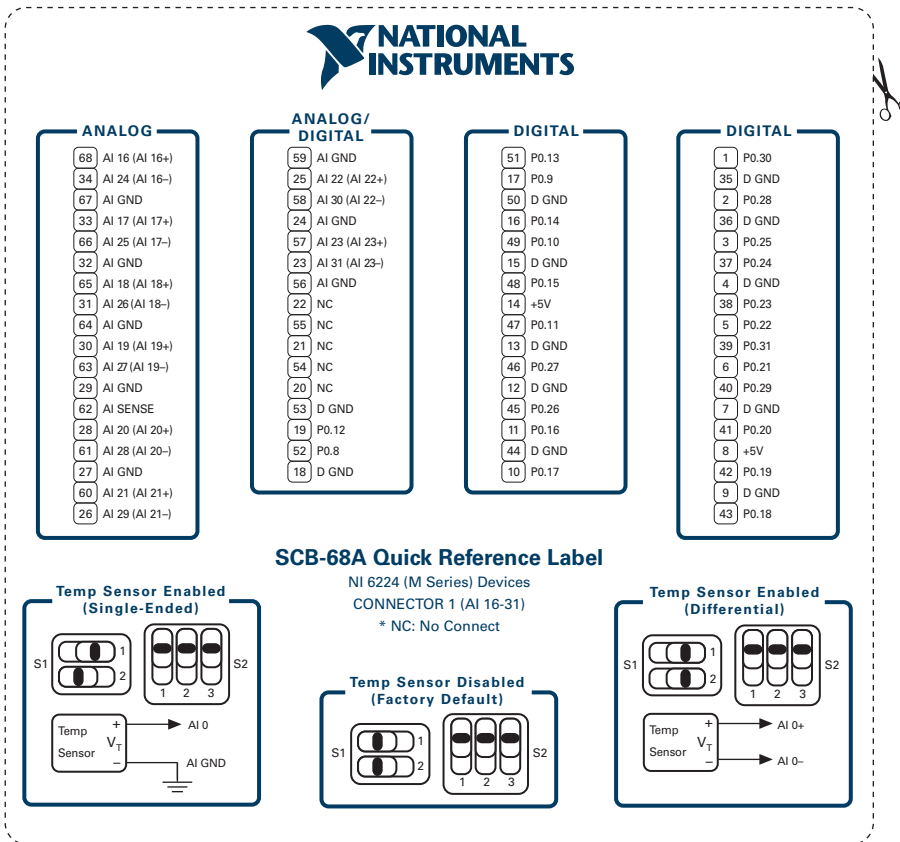 NATIONAL
INSTRUMENTS
ANALOG
68 AI 16 (AI 16+)
34 AI 24 (AI 16–)
67 AI GND
33 AI 17 (AI 17+)
66 AI 25 (AI 17–)
32 AI GND
65 AI 18 (AI 18+)
31 AI 26 (AI 18–)
64 AI GND
30 AI 19 (AI 19+)
63 AI 27 (AI 19–)
29 AI GND
62 AI SENSE
28 AI 20 (AI 20+)
61 AI 28 (AI 20–)
27 AI GND
60 AI 21 (AI 21+)
26 AI 29 (AI 21–)
ANALOG/
DIGITAL
59 AI GND
25 AI 22 (AI 22+)
58 AI 30 (AI 22–)
24 AI GND
57 AI 23 (AI 23+)
23 AI 31 (AI 23–)
56 AI GND
22 NC
55 NC
21 NC
54 NC
20 NC
53 D GND
19 P0.12
52 P0.8
18 D GND
DIGITAL
51 P0.13
17 P0.9
50 D GND
16 P0.14
49 P0.10
15 D GND
48 P0.15
14 +5V
47 P0.11
13 D GND
46 P0.27
12 D GND
45 P0.26
11 P0.16
44 D GND
10 P0.17
DIGITAL
1 P0.30
35 D GND
2 P0.28
36 D GND
3 P0.25
37 P0.24
4 D GND
38 P0.23
5 P0.22
39 P0.31
6 P0.21
40 P0.29
7 D GND
41 P0.20
8 +5V
42 P0.19
9 D GND
43 P0.18
SCB-68A Quick Reference Label
NI 6224 (M Series) Devices
CONNECTOR 1 (AI 16-31)
* NC: No Connect
Temp Sensor Enabled
(Single-Ended)
S1
1
2
S2
1 2 3
Temp
Sensor
VT
+
–
AI 0
AI GND
Temp Sensor Disabled
(Factory Default)
S1
1
2
S2
1 2 3
Temp Sensor Enabled
(Differential)
S1
1
2
S2
1 2 3
Temp
Sensor
VT
+
–
AI 0+
AI 0–